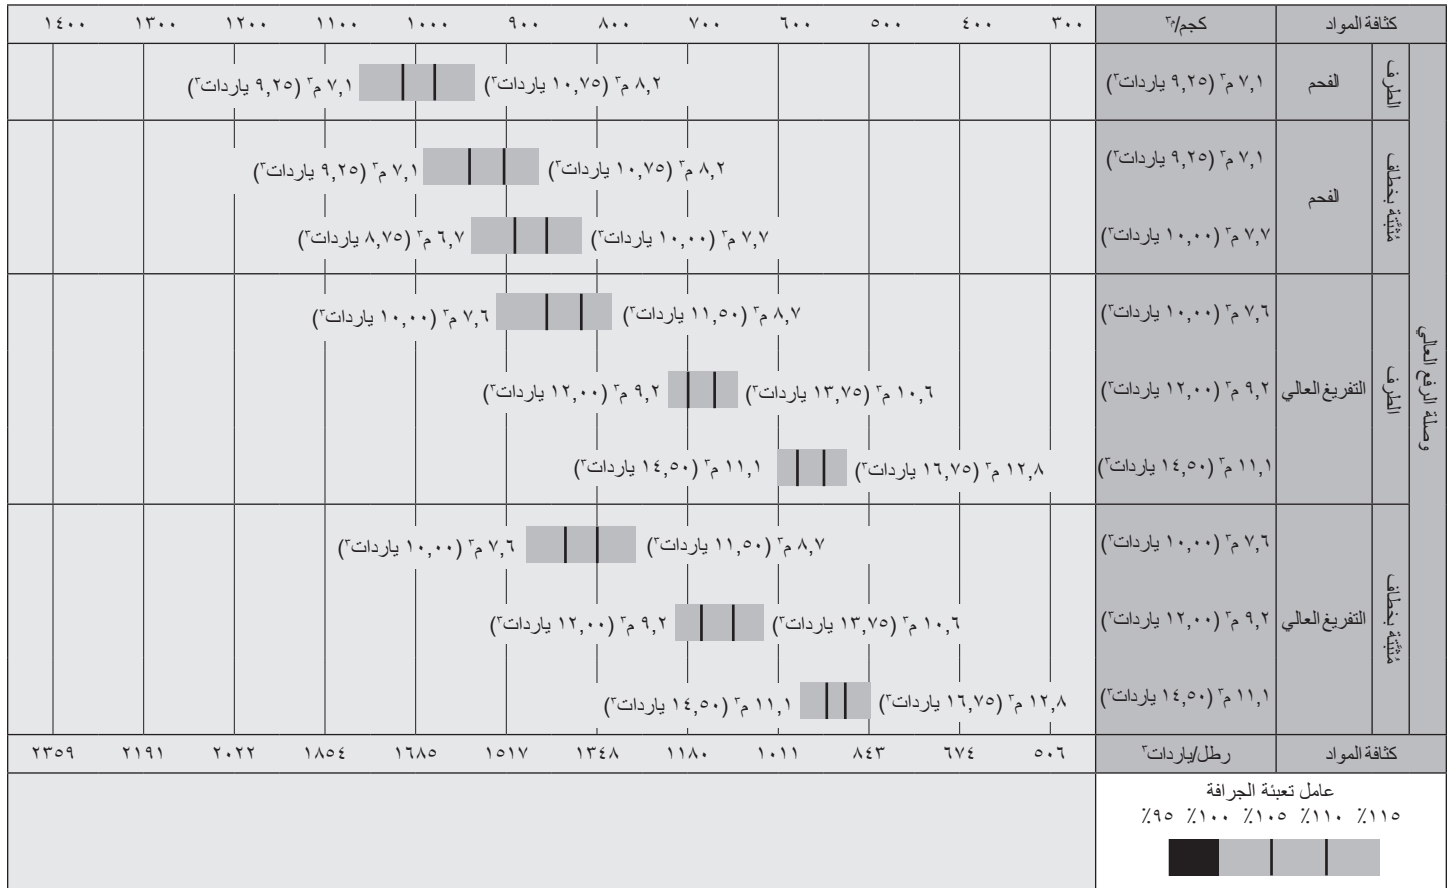 كثافة المواد كجم/م³ ٣٠٠ ٤٠٠ ٥٠٠ ٦٠٠ ٧٠٠ ٨٠٠ ٩٠٠ ١٠٠٠ ١١٠٠ ١٢٠٠ ١٣٠٠ ١٤٠٠
وصلة الرفع العالي
الطرف
الفحم
٧,١ م³ (٩,٢٥ ياردات³) ٨,٢ م³ (١٠,٧٥ ياردات³) ٧,١ م³ (٩,٢٥ ياردات³)
مُثبَّتة بخطاف
الفحم
٧,١ م³ (٩,٢٥ ياردات³) ٨,٢ م³ (١٠,٧٥ ياردات³) ٧,١ م³ (٩,٢٥ ياردات³)
٧,٧ م³ (١٠,٠٠ ياردات³) ٧,٧ م³ (١٠,٠٠ ياردات³) ٦,٧ م³ (٨,٧٥ ياردات³)
الطرف
التفريغ العالي
٧,٦ م³ (١٠,٠٠ ياردات³) ٨,٧ م³ (١١,٥٠ ياردات³) ٧,٦ م³ (١٠,٠٠ ياردات³)
٩,٢ م³ (١٢,٠٠ ياردات³) ١٠,٦ م³ (١٣,٧٥ ياردات³) ٩,٢ م³ (١٢,٠٠ ياردات³)
١١,١ م³ (١٤,٥٠ ياردات³) ١٢,٨ م³ (١٦,٧٥ ياردات³) ١١,١ م³ (١٤,٥٠ ياردات³)
مُثبَّتة بخطاف
التفريغ العالي
٧,٦ م³ (١٠,٠٠ ياردات³) ٨,٧ م³ (١١,٥٠ ياردات³) ٧,٦ م³ (١٠,٠٠ ياردات³)
٩,٢ م³ (١٢,٠٠ ياردات³) ١٠,٦ م³ (١٣,٧٥ ياردات³) ٩,٢ م³ (١٢,٠٠ ياردات³)
١١,١ م³ (١٤,٥٠ ياردات³) ١٢,٨ م³ (١٦,٧٥ ياردات³) ١١,١ م³ (١٤,٥٠ ياردات³)
كثافة المواد رطل/ياردات³ ٥٠٦ ٦٧٤ ٨٤٣ ١٠١١ ١١٨٠ ١٣٤٨ ١٥١٧ ١٦٨٥ ١٨٥٤ ٢٠٢٢ ٢١٩١ ٢٣٥٩
عامل تعبئة الجرافة
١١٥٪ ١١٠٪ ١٠٥٪ ١٠٠٪ ٩٥٪